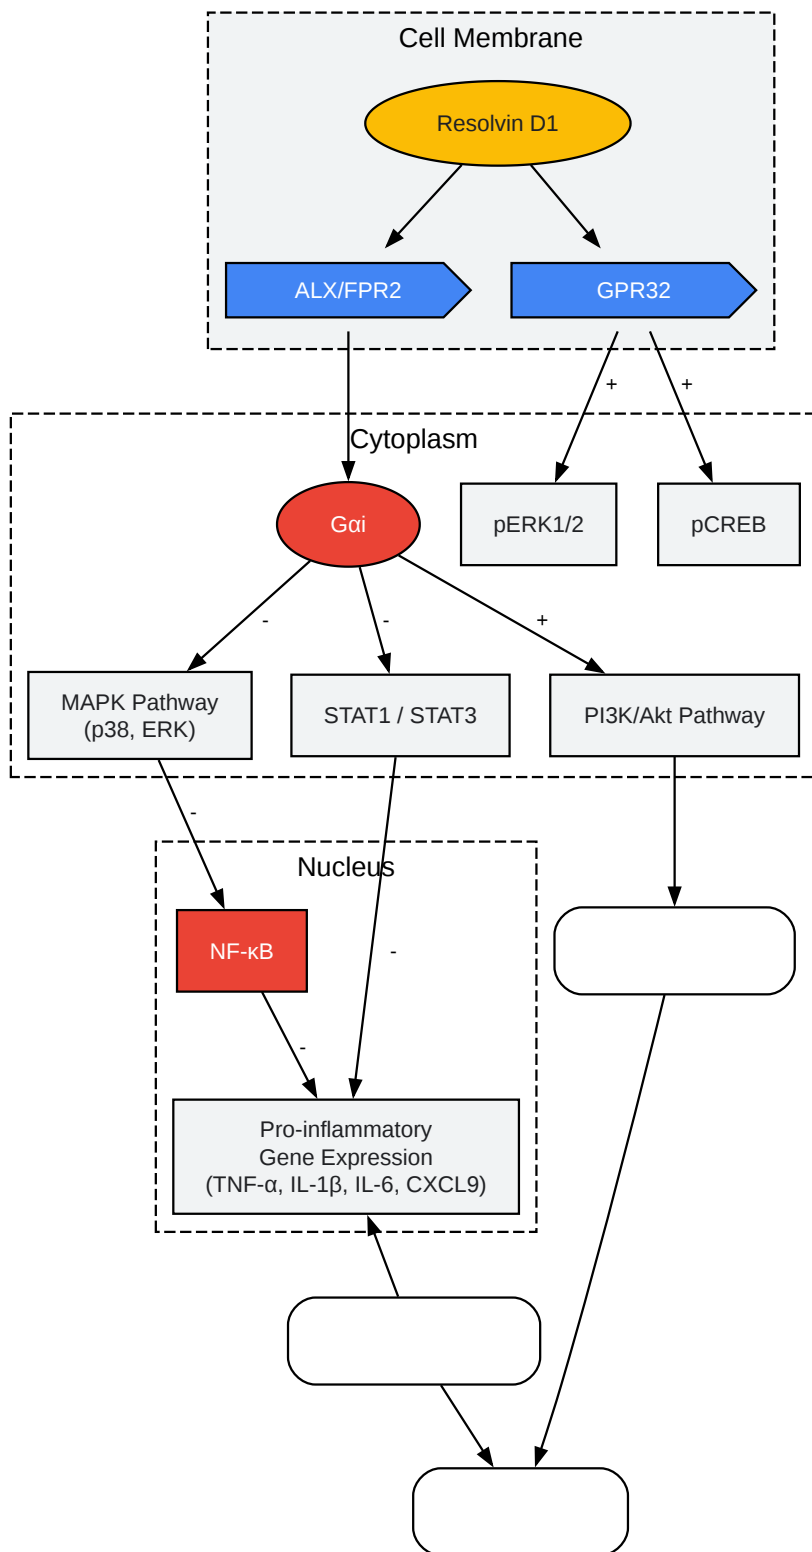 Cell Membrane
Resolvin D1
ALX/FPR2
GPR32
+
+
Cytoplasm
Gαi
pERK1/2
pCREB
-
-
+
MAPK Pathway
(p38, ERK)
STAT1 / STAT3
PI3K/Akt Pathway
-
Nucleus
NF-κB
-
-
Pro-inflammatory
Gene Expression
(TNF-α, IL-1β, IL-6, CXCL9)